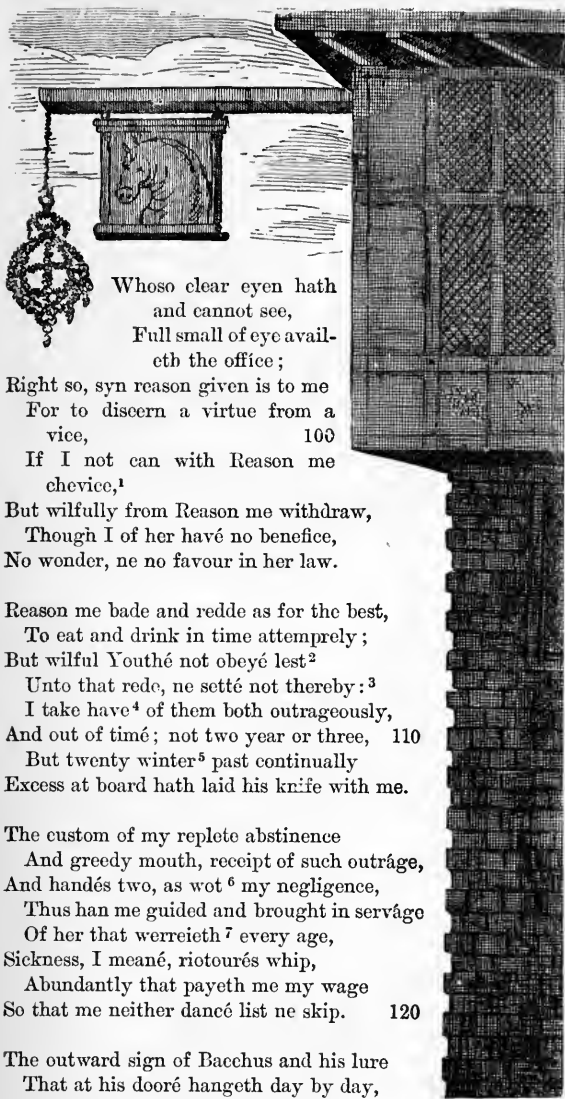 Whoso clear eyen hath
and cannot see,
Full small of eye avail-
eth the office;
Right so, syn reason given is to me
For to discern a virtue from a
vice, 100
If I not can with Reason me
chevice,¹
But wilfully from Reason me withdraw,
Though I of her havé no benefice,
No wonder, ne no favour in her law.
Reason me bade and redde as for the best,
To eat and drink in time attemprely;
But wilful Youthé not obeyé lest²
Unto that rede, ne setté not thereby:³
I take have⁴ of them both outrageously,
And out of timé; not two year or three, 110
But twenty winter⁵ past continually
Excess at board hath laid his knife with me.
The custom of my replete abstinence
And greedy mouth, receipt of such outráge,
And handés two, as wot⁶ my negligence,
Thus han me guided and brought in serváge
Of her that werreieth⁷ every age,
Sickness, I meané, riotourés whip,
Abundantly that payeth me my wage
So that me neither dancé list ne skip. 120
The outward sign of Bacchus and his lure
That at his dooré hangeth day by day,